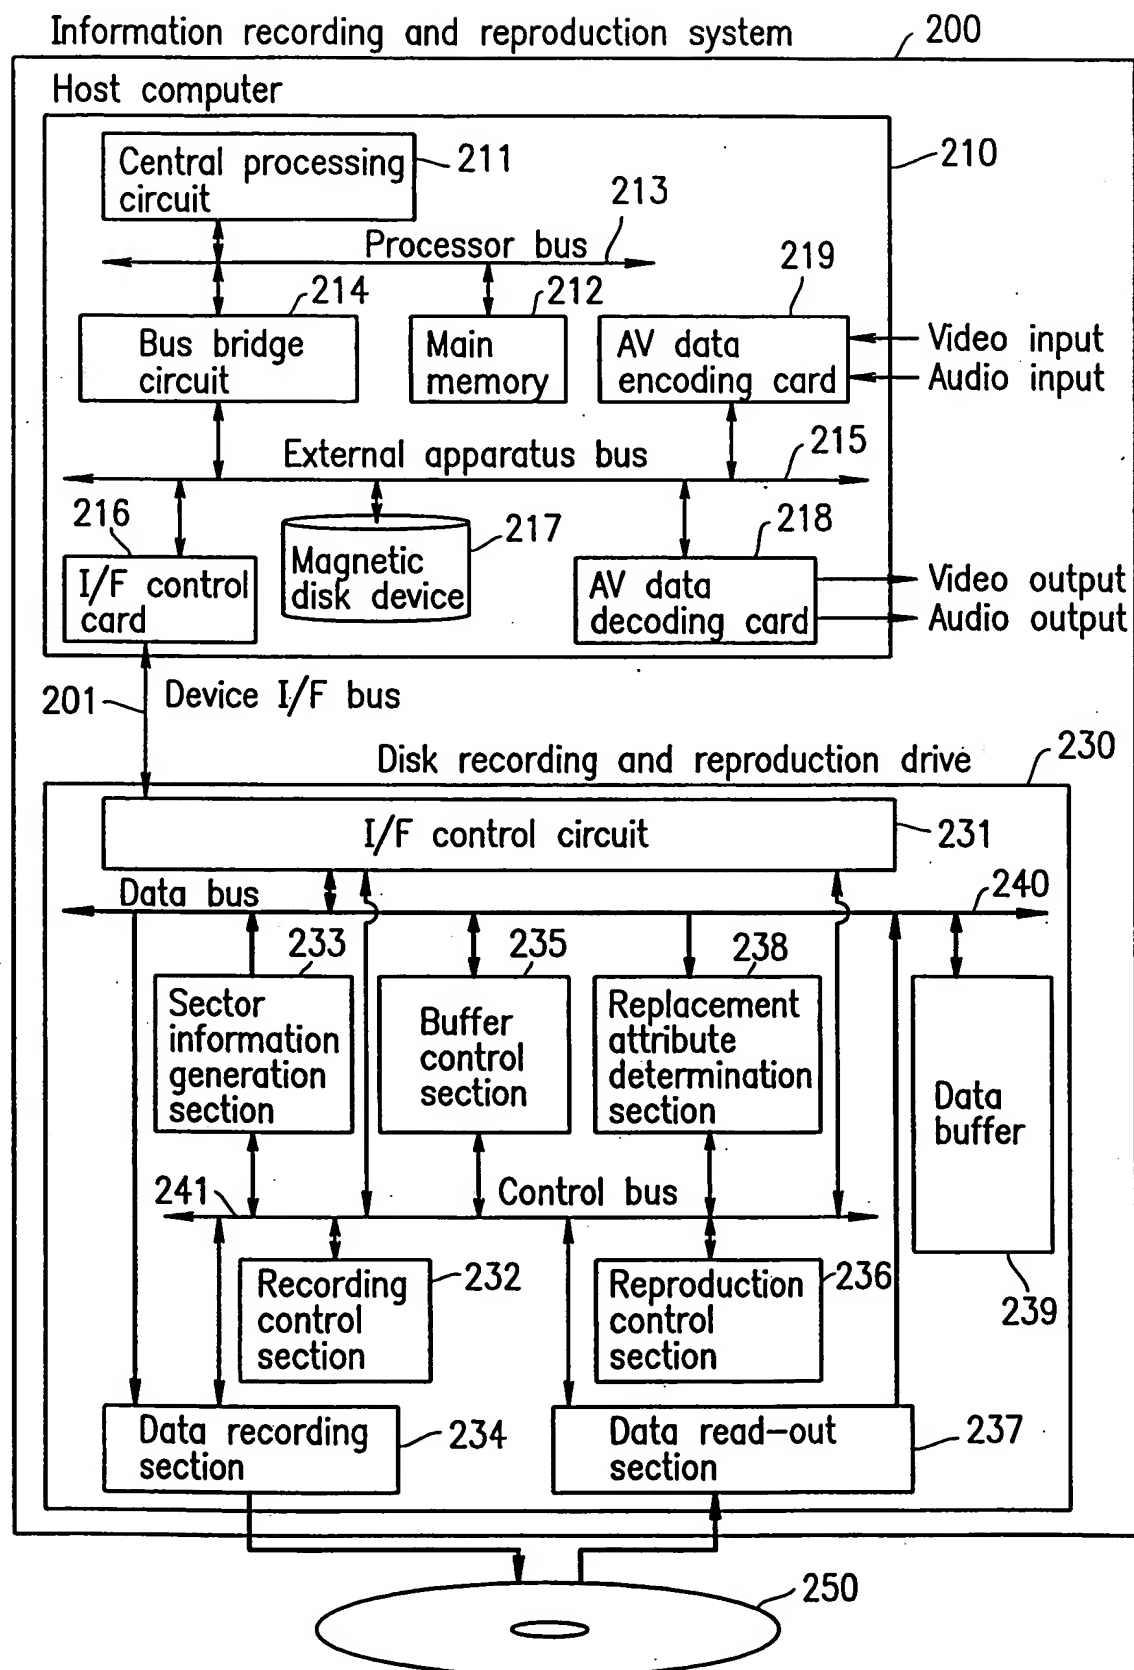 Information recording and reproduction system
200
Host computer
210
Central processing
circuit
211
213
Processor bus
219
214
212
Bus bridge
circuit
Main
memory
AV data
encoding card
Video input
Audio input
External apparatus bus
215
216
217
218
I/F control
card
Magnetic
disk device
AV data
decoding card
Video output
Audio output
201
Device I/F bus
230
Disk recording and reproduction drive
I/F control circuit
231
Data bus
240
233
235
238
Sector
information
generation
section
Buffer
control
section
Replacement
attribute
determination
section
Data
buffer
241
Control bus
Recording
control
section
232
Reproduction
control
section
236
239
Data recording
section
234
Data read-out
section
237
250